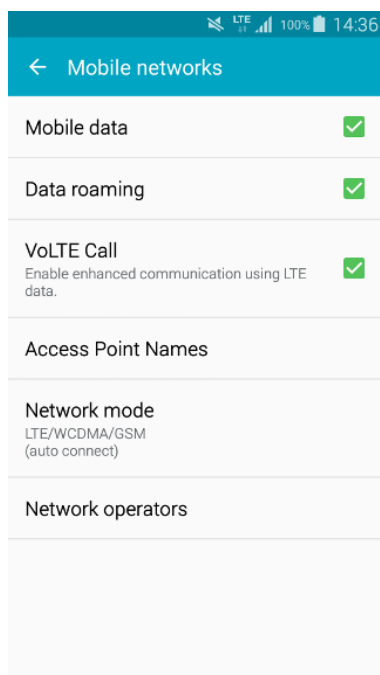 LTE 100% 14:36
Mobile networks
Mobile data
Data roaming
VoLTE Call
Enable enhanced communication using LTE
data.
Access Point Names
Network mode
LTE/WCDMA/GSM
(auto connect)
Network operators